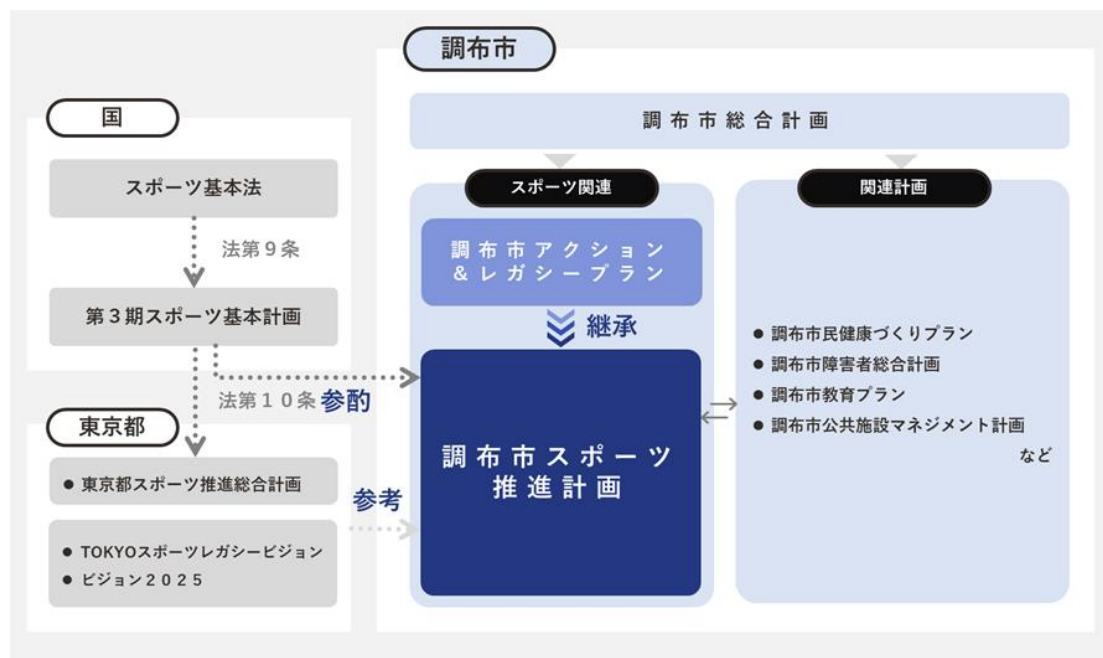 国
スポーツ基本法
法第９条
第３期スポーツ基本計画
法第１０条 参酌
東京都
● 東京都スポーツ推進総合計画
● TOKYOスポーツレガシービジョン
● ビジョン２０２５
参考
調布市
調布市総合計画
スポーツ関連
調布市アクション
＆レガシープラン
継承
調布市スポーツ
推進計画
関連計画
● 調布市民健康づくりプラン
● 調布市障害者総合計画
● 調布市教育プラン
● 調布市公共施設マネジメント計画
など